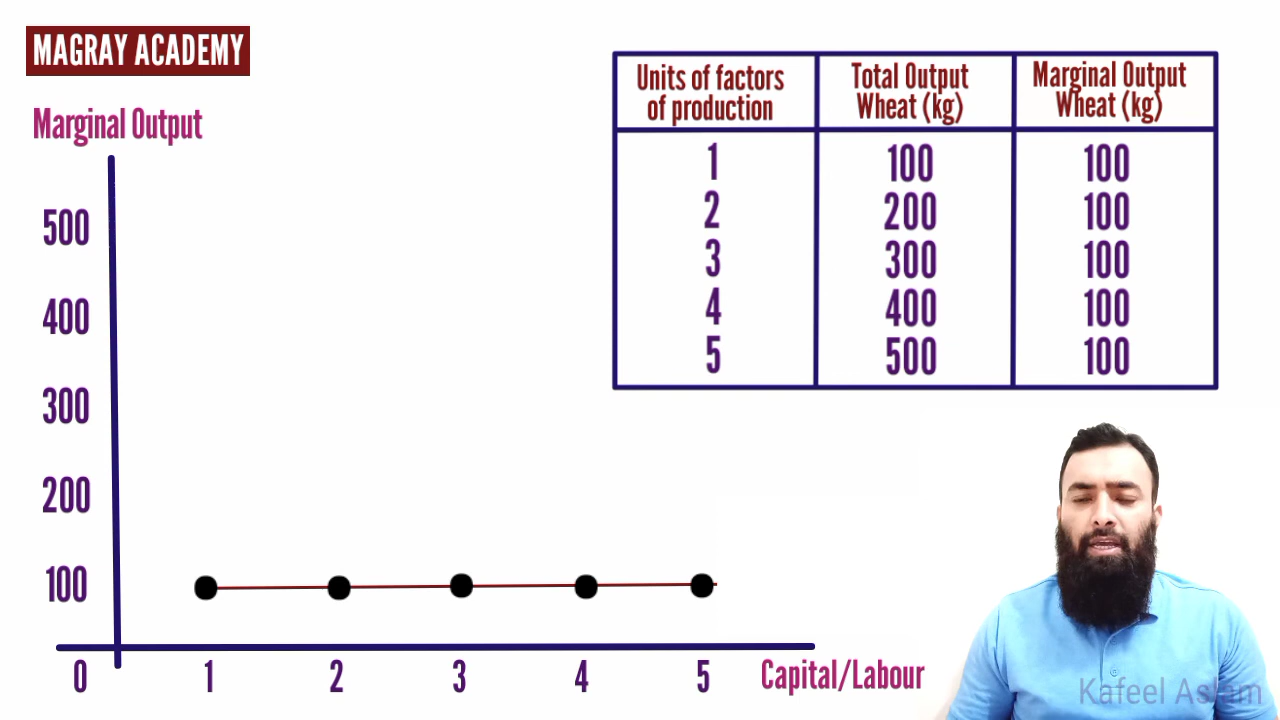 MAGRAY ACADEMY
Marginal Output
500
400
300
200
100
0 1 2 3 4 5
Capital/Labour
Units of factors
of production
Total Output
Wheat (kg)
Marginal Output
Wheat (kg)
1 100 100
2 200 100
3 300 100
4 400 100
5 500 100
Kafeel Aslam